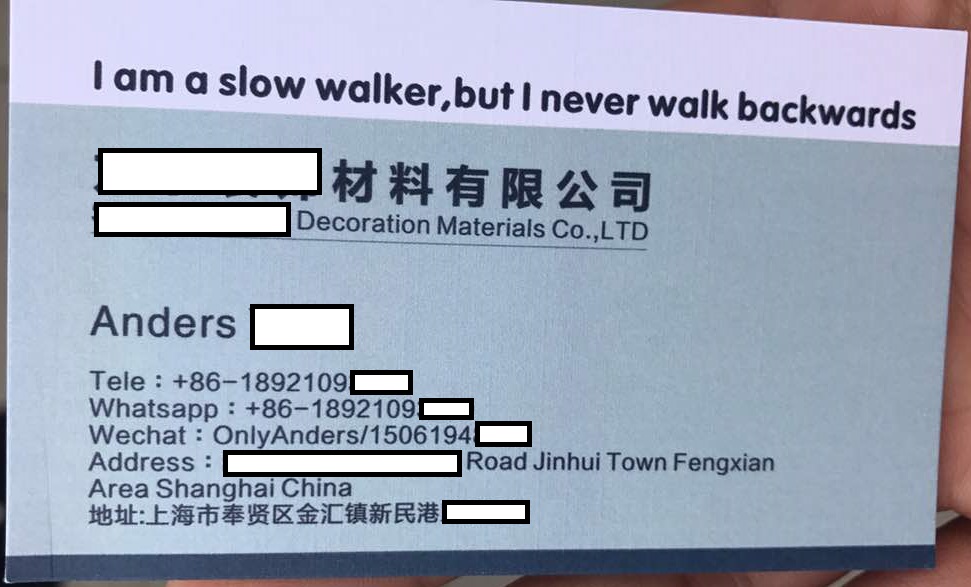 I am a slow walker,but I never walk backwards
材料有限公司
Decoration Materials Co.,LTD
Anders
Tele：+86-1892109
Whatsapp：+86-1892109
Wechat：OnlyAnders/1506194
Address： Road Jinhui Town Fengxian
Area Shanghai China
地址:上海市奉贤区金汇镇新民港